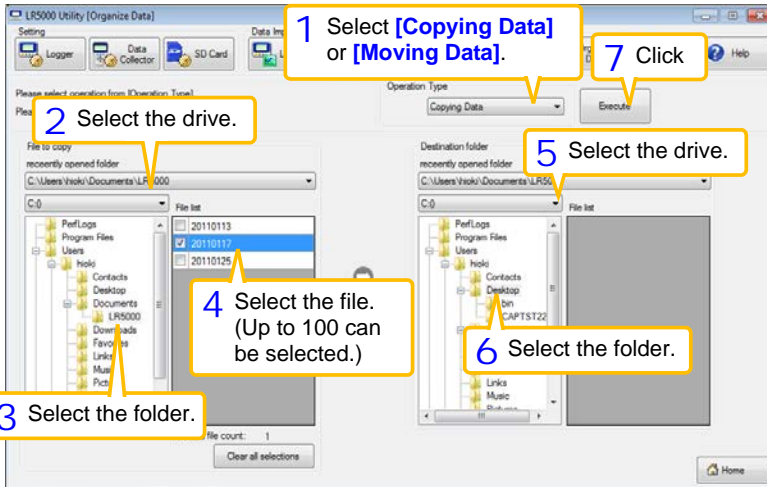 LR5000 Utility [Organize Data]
Setting
Logger
Data
Collector
SD Card
Help
1 Select [Copying Data]
or [Moving Data].
7 Click
Please select operation from [Operation Type]
Operation Type
Copying Data
Execute
2 Select the drive.
File to copy
receently opened folder
C:\Users\hioki\Documents\LR5000
C:\()
File list
PerfLogs
Program Files
Users
hioki
Contacts
Desktop
Documents
LR5000
Downloads
Favorites
Links
20110113
20110117
20110125
4 Select the file.
(Up to 100 can
be selected.)
3 Select the folder.
file count: 1
Clear all selections
5 Select the drive.
Destination folder
receently opened folder
File list
PerfLogs
Program Files
Users
hioki
Contacts
Desktop
bin
CAPTST22
6 Select the folder.
Links
Music
Home